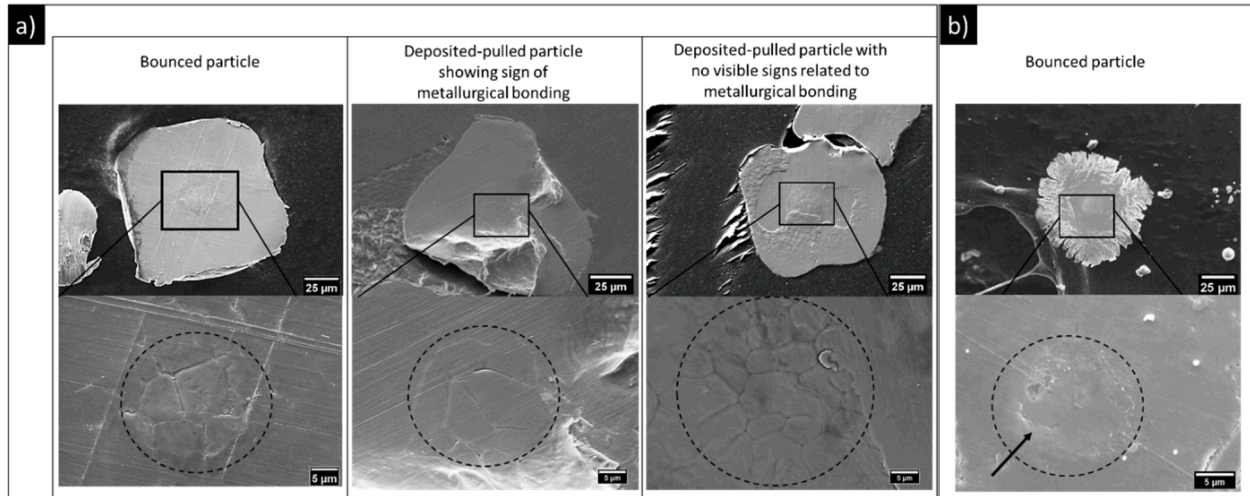 a)
Bounced particle
Deposited-pulled particle
showing sign of
metallurgical bonding
Deposited-pulled particle with
no visible signs related to
metallurgical bonding
b)
Bounced particle
25 µm
25 µm
25 µm
25 µm
5 µm
5 µm
5 µm
5 µm